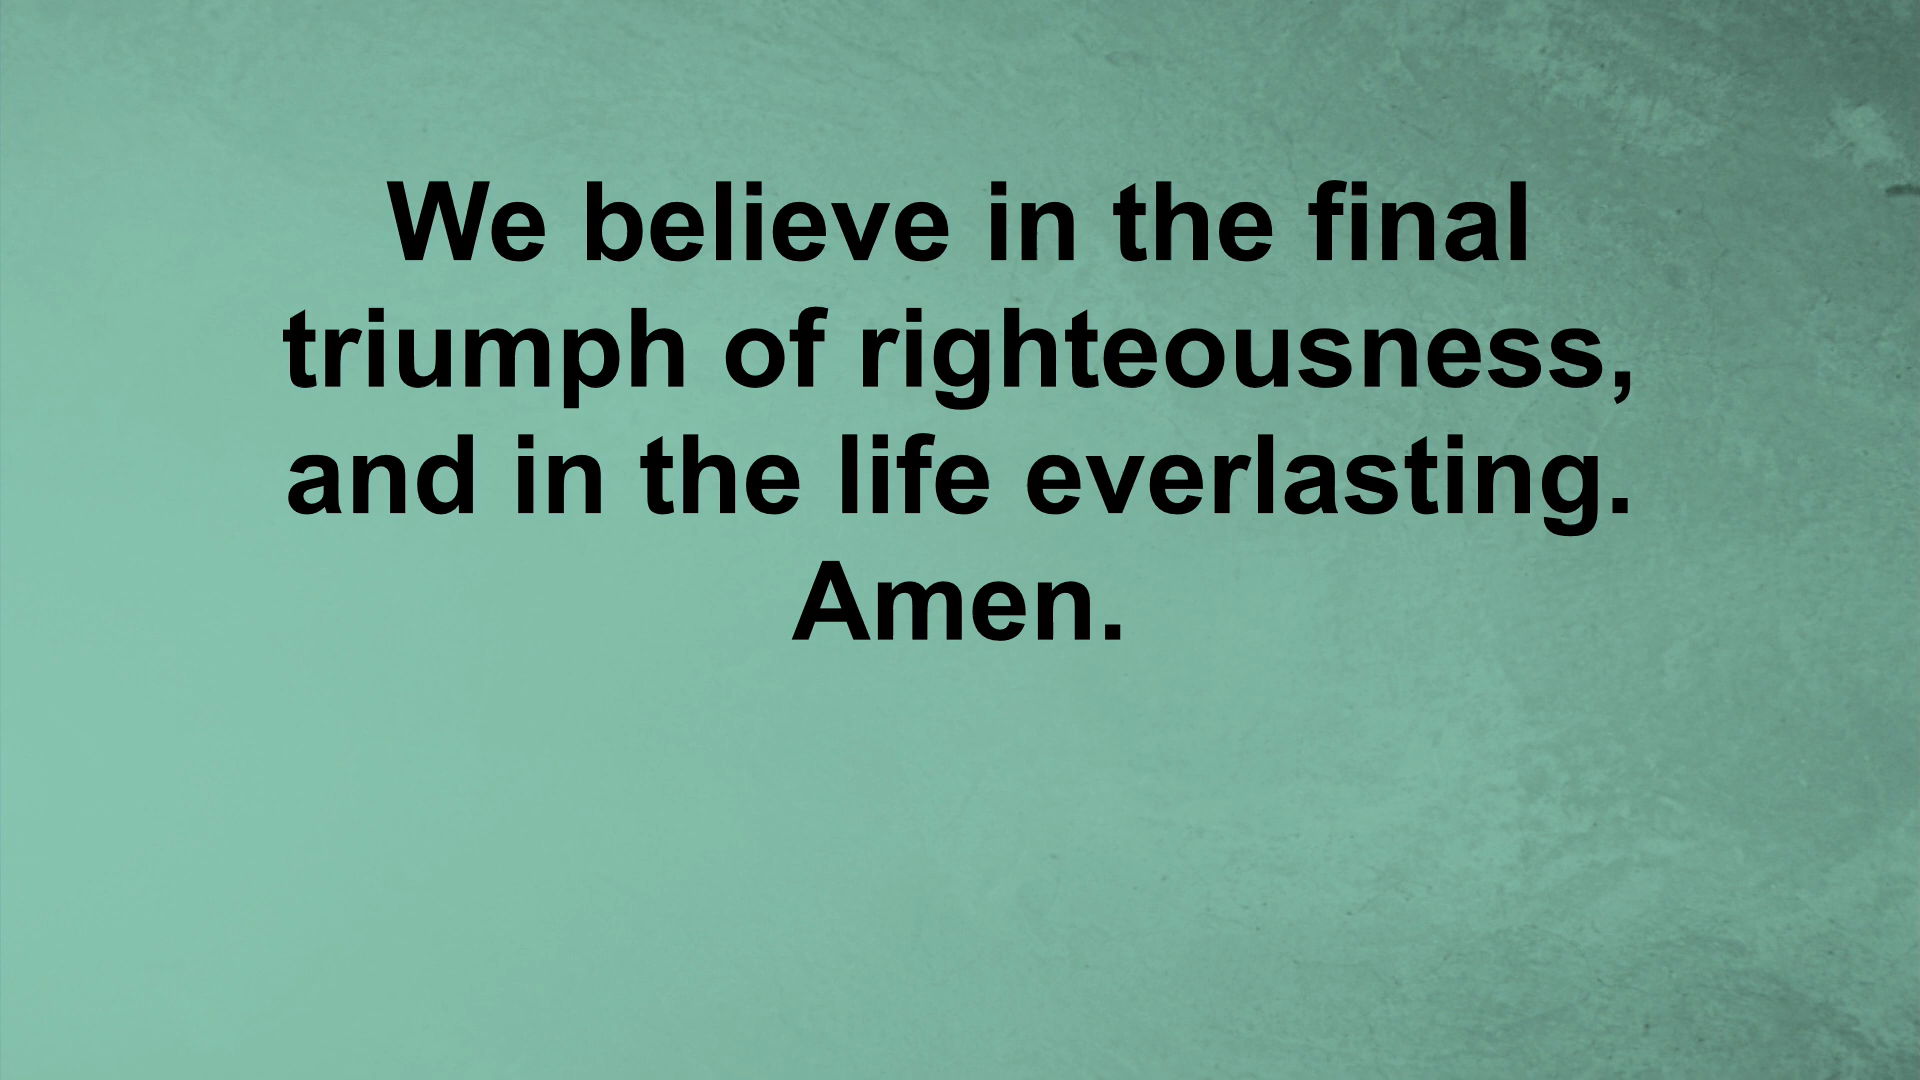 We believe in the final
triumph of righteousness,
and in the life everlasting.
Amen.